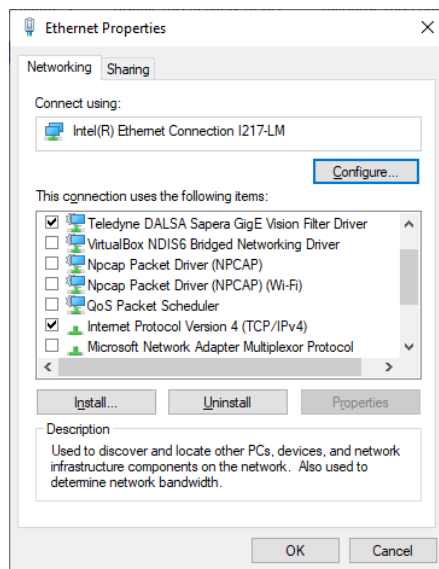 Ethernet Properties
Networking
Sharing
Connect using:
Intel(R) Ethernet Connection I217-LM
Configure...
This connection uses the following items:
Teledyne DALSA Sapera GigE Vision Filter Driver
VirtualBox NDIS6 Bridged Networking Driver
Npcap Packet Driver (NPCAP)
Npcap Packet Driver (NPCAP) (Wi-Fi)
QoS Packet Scheduler
Internet Protocol Version 4 (TCP/IPv4)
Microsoft Network Adapter Multiplexor Protocol
Install...
Uninstall
Properties
Description
Used to discover and locate other PCs, devices, and network
infrastructure components on the network. Also used to
determine network bandwidth.
OK
Cancel